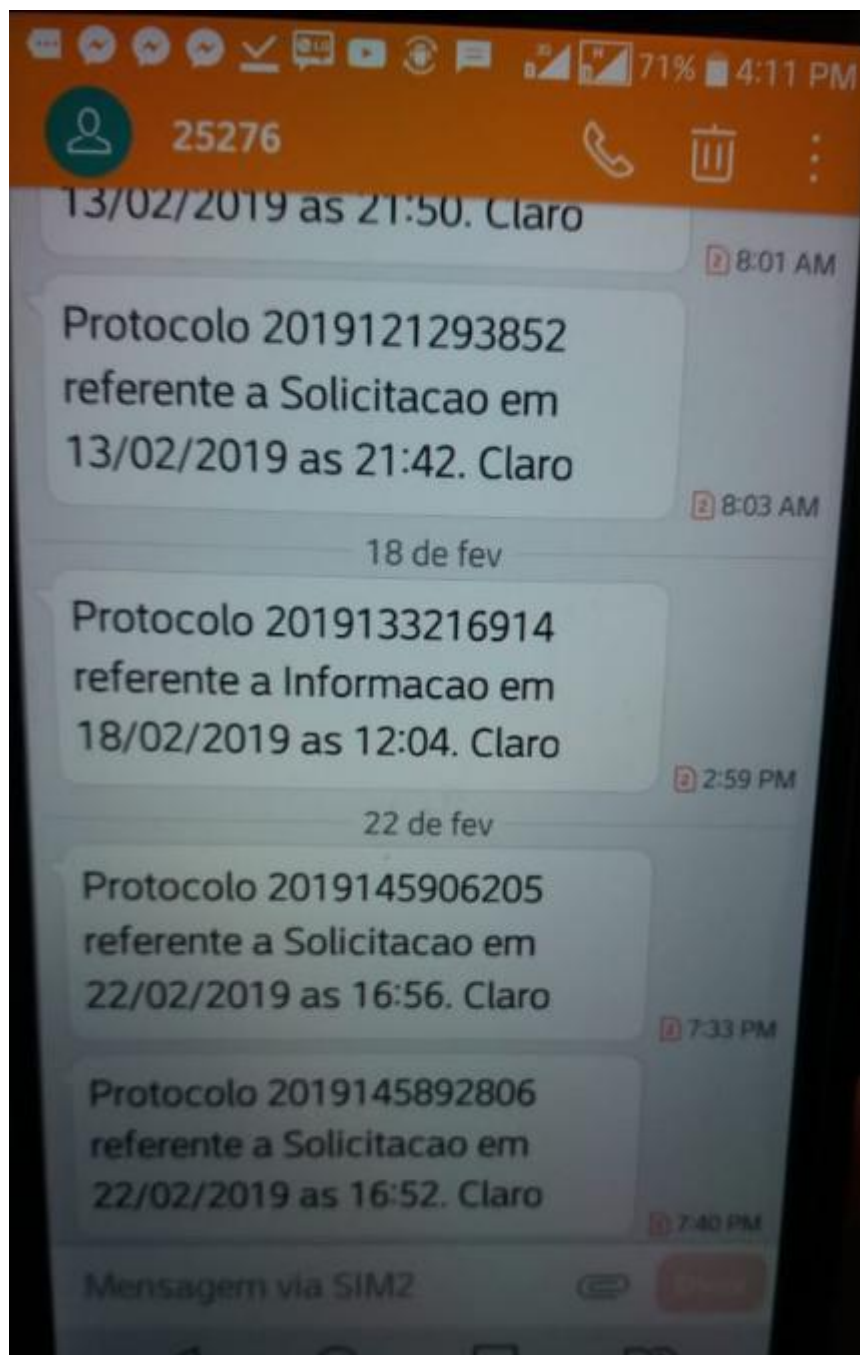 71% 4:11 PM
25276
13/02/2019 as 21:50. Claro
8:01 AM
Protocolo 2019121293852
referente a Solicitacao em
13/02/2019 as 21:42. Claro
2 8:03 AM
18 de fev
Protocolo 2019133216914
referente a Informacao em
18/02/2019 as 12:04. Claro
2 2:59 PM
22 de fev
Protocolo 2019145906205
referente a Solicitacao em
22/02/2019 as 16:56. Claro
7:33 PM
Protocolo 2019145892806
referente a Solicitacao em
22/02/2019 as 16:52. Claro
7:40 PM
Mensagem via SIM2